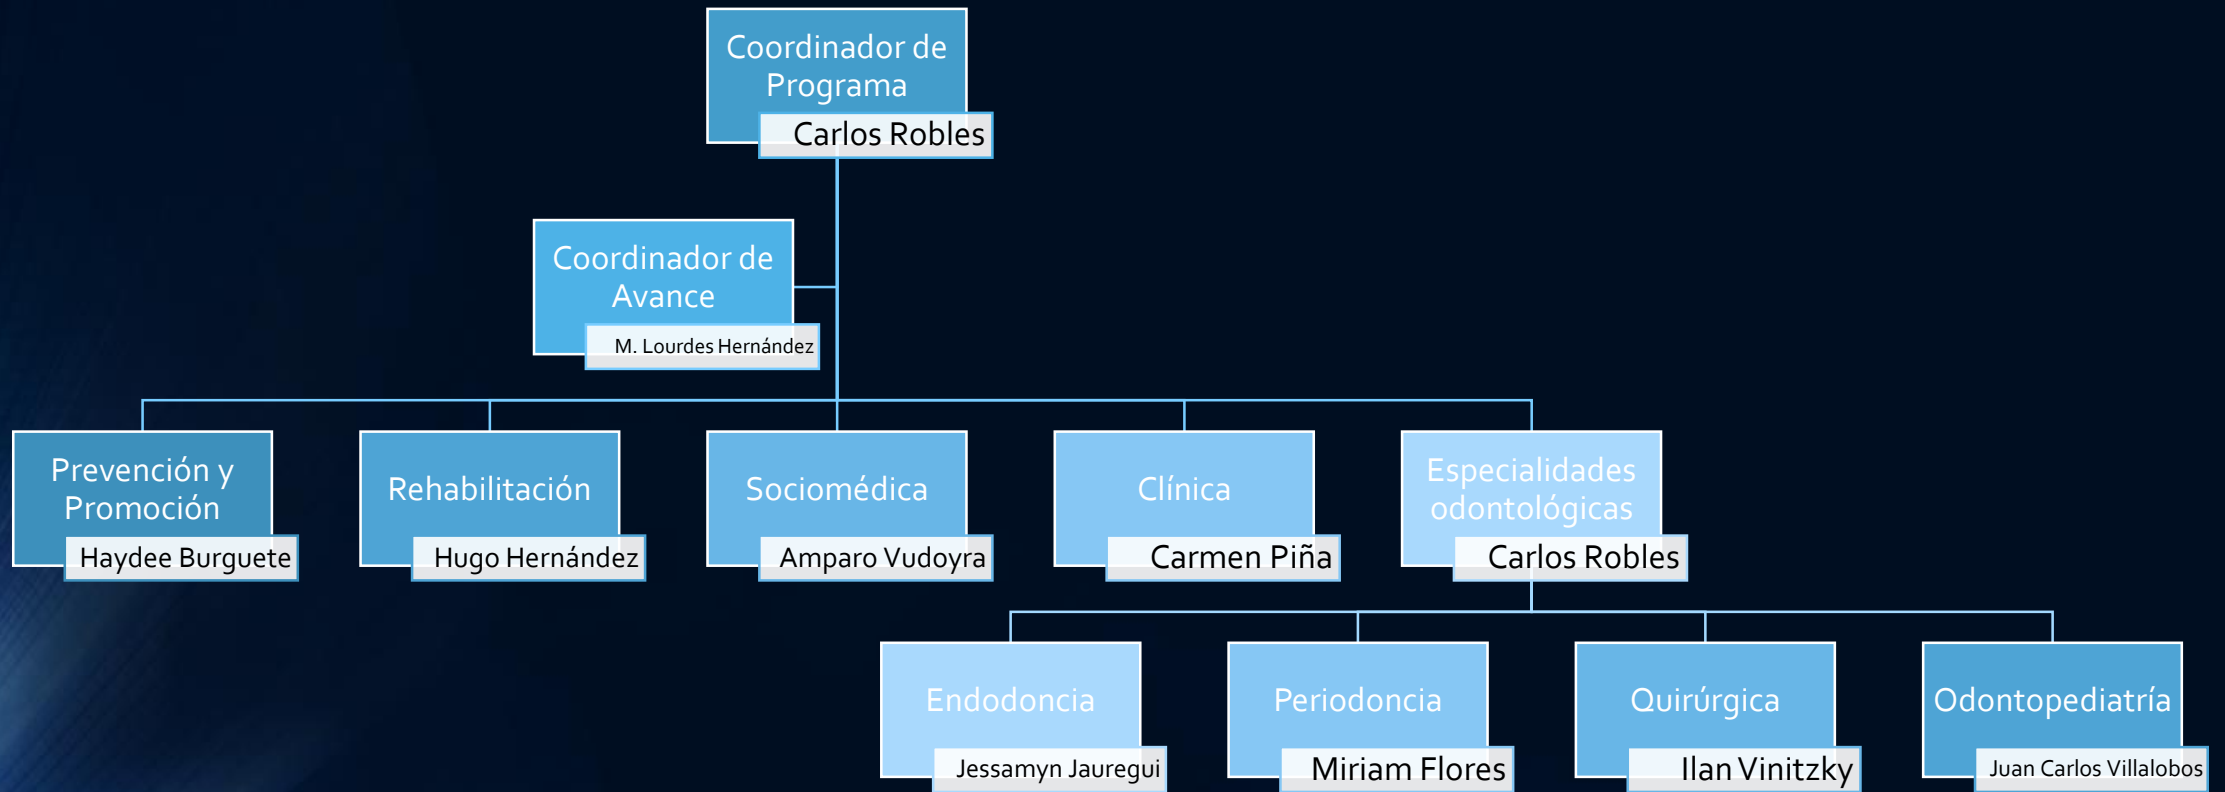 Coordinador de
Programa
Carlos Robles
Coordinador de
Avance
M. Lourdes Hernández
Prevención y
Promoción
Haydee Burguete
Rehabilitación
Hugo Hernández
Sociomédica
Amparo Vudoyra
Clínica
Carmen Piña
Especialidades
odontológicas
Carlos Robles
Endodoncia
Jessamyn Jauregui
Periodoncia
Miriam Flores
Quirúrgica
Ilan Vinitzky
Odontopediatría
Juan Carlos Villalobos